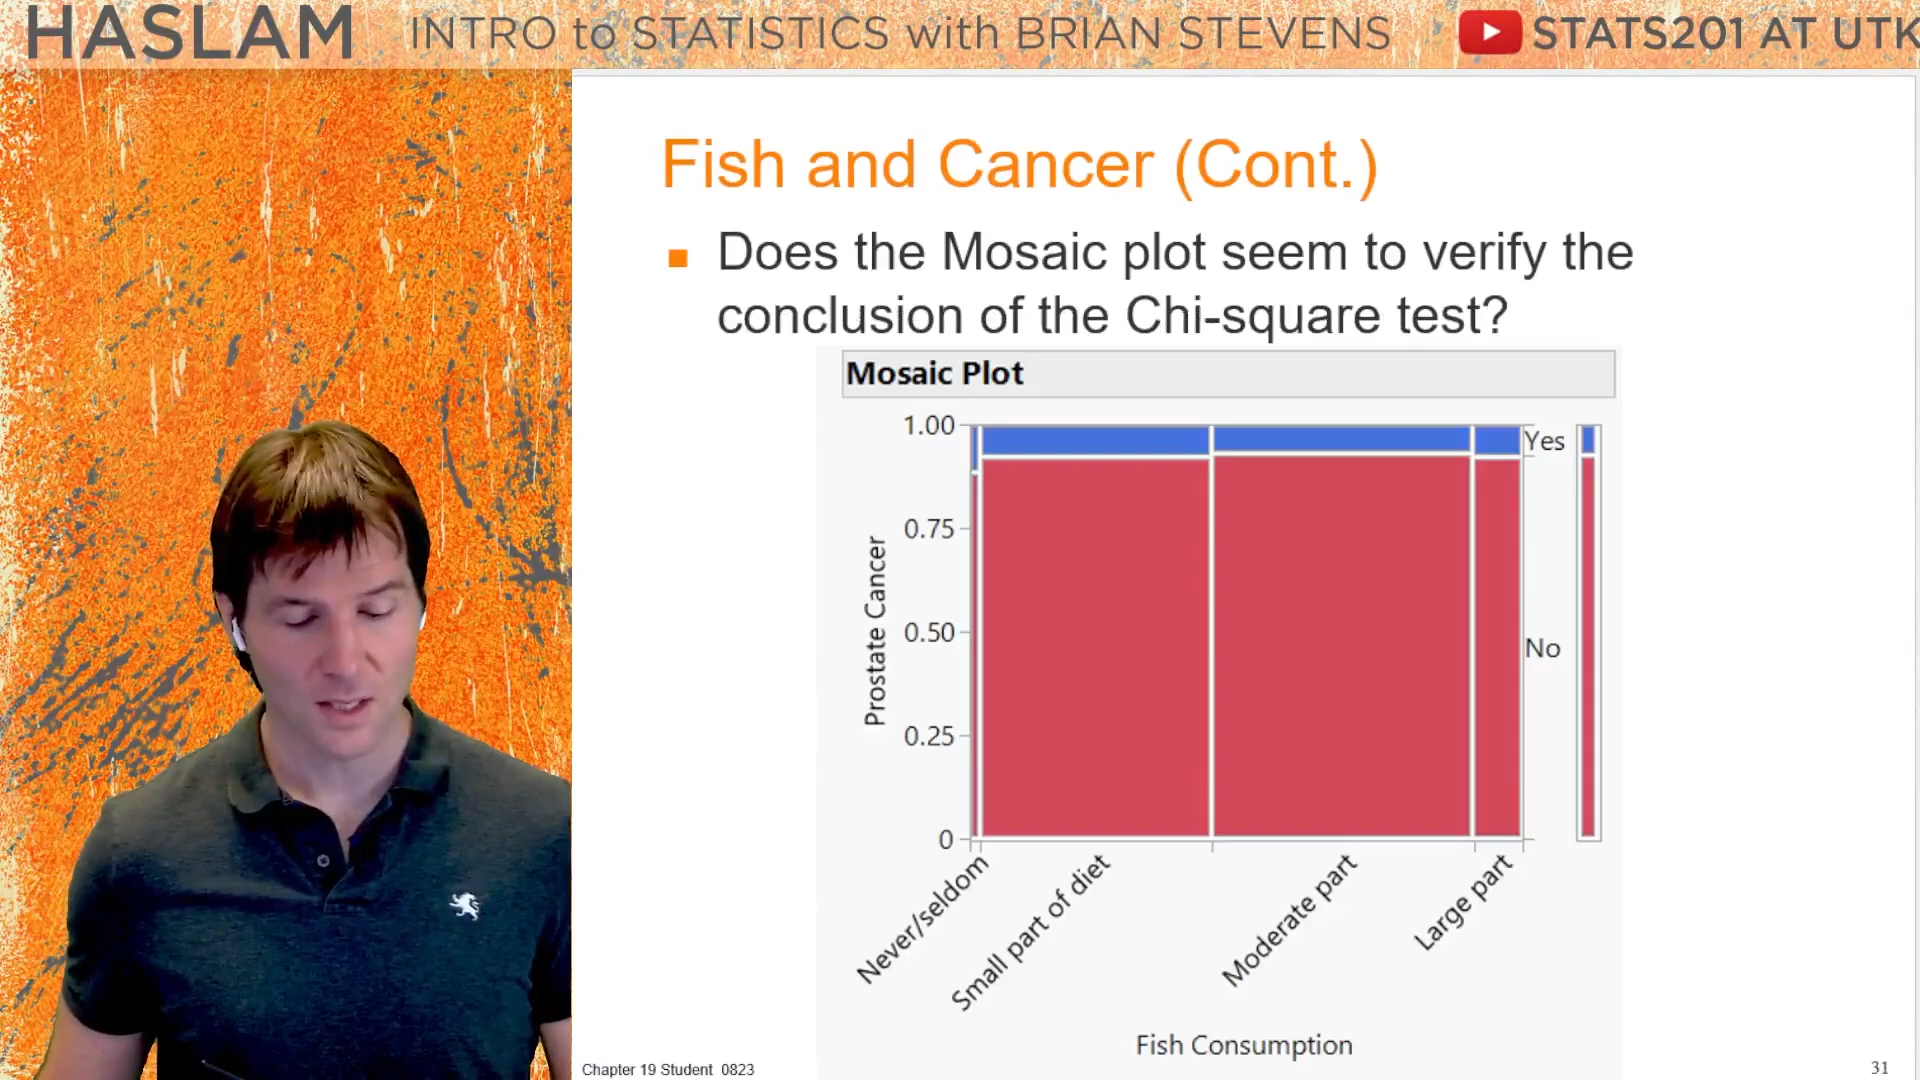 HASLAM INTRO to STATISTICS with BRIAN STEVENS STATS201 AT UTK
Fish and Cancer (Cont.)
Does the Mosaic plot seem to verify the
conclusion of the Chi-square test?
Mosaic Plot
1.00
0.75
0.50
0.25
0
Prostate Cancer
Yes
No
Never/seldom
Small part of diet
Moderate part
Large part
Fish Consumption
Chapter 19 Student 0823
31